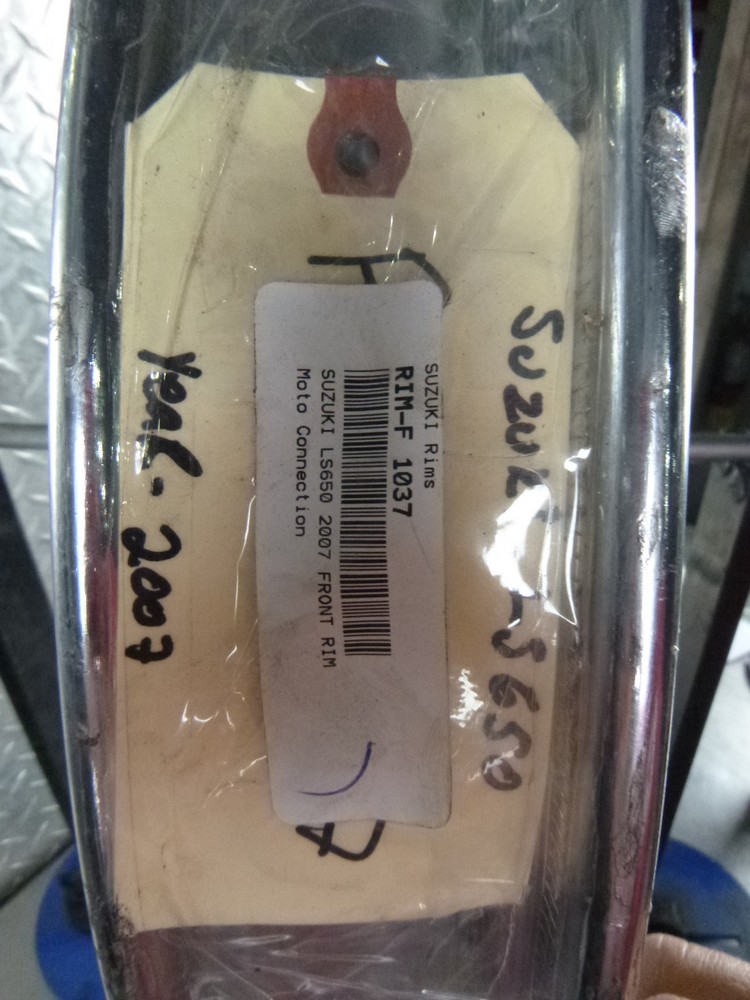 SUZUKI LS650
SUZUKI Rims
RIM-F 1037
SUZUKI LS650 2007 FRONT RIM
Moto Connection
Year - 2007